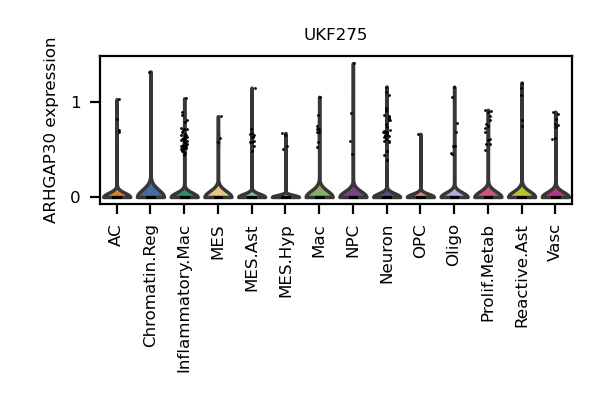 UKF275
ARHGAP30 expression
1
0
AC
Chromatin.Reg
Inflammatory.Mac
MES
MES.Ast
MES.Hyp
Mac
NPC
Neuron
OPC
Oligo
Prolif.Metab
Reactive.Ast
Vasc